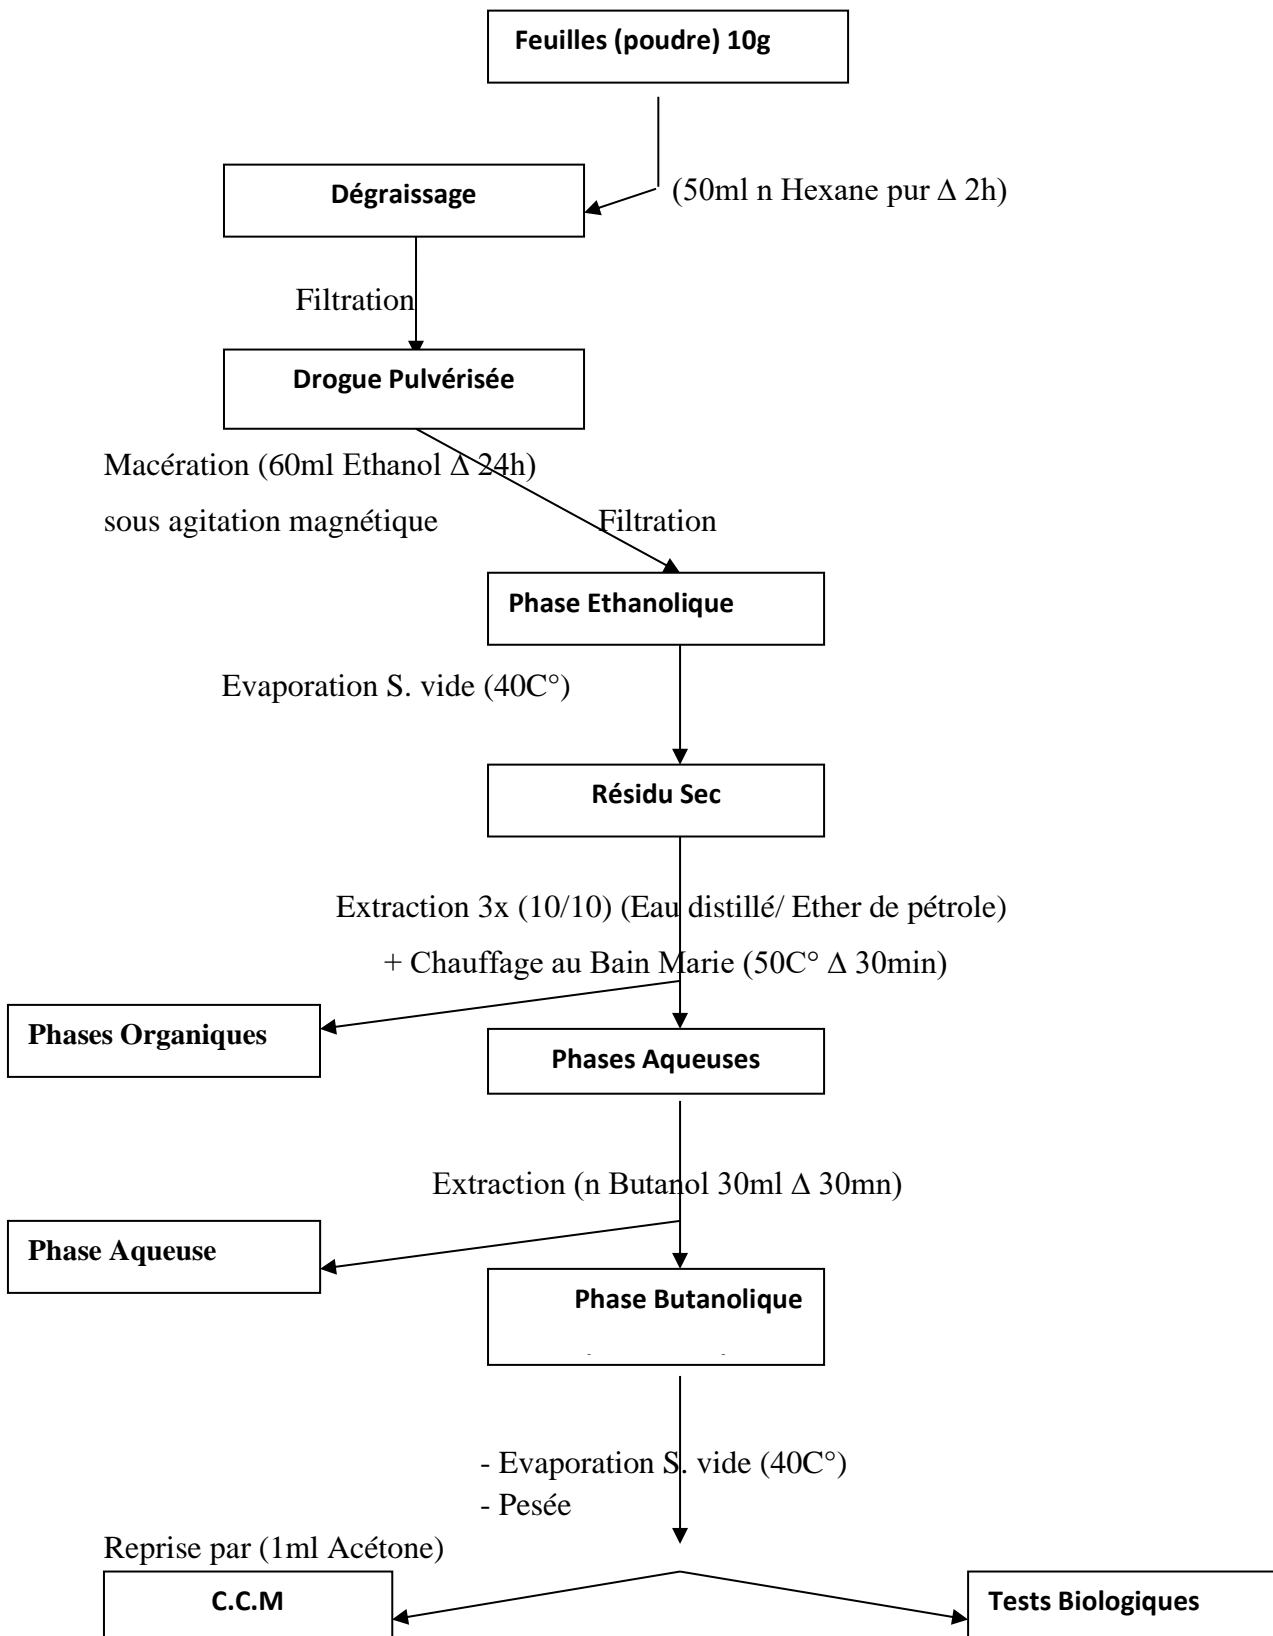 Feuilles (poudre) 10g
(50ml n Hexane pur Δ 2h)
Dégraissage
Filtration
Drogue Pulvérisée
Macération (60ml Ethanol Δ 24h)
sous agitation magnétique
Filtration
Phase Ethanolique
Evaporation S. vide (40C°)
Résidu Sec
Extraction 3x (10/10) (Eau distillé/ Ether de pétrole)
+ Chauffage au Bain Marie (50C° Δ 30min)
Phases Organiques
Phases Aqueuses
Extraction (n Butanol 30ml Δ 30mn)
Phase Aqueuse
Phase Butanolique
- Evaporation S. vide (40C°)
- Pesée
Reprise par (1ml Acétone)
C.C.M
Tests Biologiques